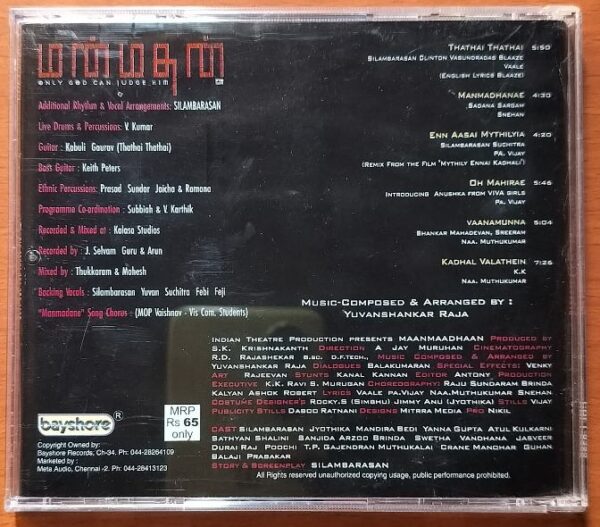 மன்மதன்
ONLY GOD CAN JUDGE HIM
Additional Rhythm & Vocal Arrangements: SILAMBARASAN
Live Drums & Percussions: V. Kumar
Guitar : Kabuli Gaurav (Thathai Thathai)
Bass Guitar : Keith Peters
Ethnic Percussions: Prasad Sundar Jaicha & Ramana
Programme Co-ordination : Subbiah & V. Karthik
Recorded & Mixed at : Kalasa Studios
Recorded by : J. Selvam Guru & Arun
Mixed by : Thukkaram & Mahesh
Backing Vocals : Silambarasan Yuvan Suchitra Febi Feji
"Manmadane" Song Chorus : (MOP Vaishnav - Vis Com. Students)
THATHAI THATHAI 5:50
SILAMBARASAN CLINTON VASUNDRADAS BLAAZE
VAALE
(ENGLISH LYRICS BLAAZE)
MANMADHANAE 4:30
SADANA SARGAM
SNEHAN
ENN AASAI MYTHILYIA 4:20
SILAMBARASAN SUCHITRA
PA. VIJAY
(REMIX FROM THE FILM 'MYTHILY ENNAI KADHALI')
OH MAHIRAE 5:46
INTRODUCING ANUSHKA FROM VIVA GIRLS
PA. VIJAY
VAANAMUNNA 5:04
SHANKAR MAHADEVAN, SREERAM
NAA. MUTHUKUMAR
KADHAL VALATHEIN 7:26
K.K
NAA. MUTHUKUMAR
MUSIC-COMPOSED & ARRANGED BY :
YUVANSHANKAR RAJA
INDIAN THEATRE PRODUCTION PRESENTS MAANMAADHAAN PRODUCED BY
S.K. KRISHNAKANTH DIRECTION A JAY MURUHAN CINEMATOGRAPHY
R.D. RAJASHEKAR B.SC. D.F.TECH., MUSIC COMPOSED & ARRANGED BY
YUVANSHANKAR RAJA DIALOGUES BALAKUMARAN SPECIAL EFFECTS: VENKY
ART RAJEEVAN STUNTS KANAL KANNAN EDITOR ANTONY PRODUCTION
EXECUTIVE K.K. RAVI S. MURUGAN CHOREOGRAPHY: RAJU SUNDARAM BRINDA
KALYAN ASHOK ROBERT LYRICS VAALE PA.VIJAY NAA.MUTHUKUMAR SNEHAN
COSTUME DESIGNER'S ROCKEY.S (SIMBHU) JIMMY ANU (JYOTHIKA) STILLS VIJAY
PUBLICITY STILLS DABOO RATNANI DESIGNS MITRRA MEDIA PRO NIKIL
CAST SILAMBARASAN JYOTHIKA MANDIRA BEDI YANNA GUPTA ATUL KULKARNI
SATHYAN SHALINI SANJIDA ARZOO BRINDA SWETHA VANDHANA JASVEER
DURAI RAJ POOCHI T.P. GAJENDRAN MUTHUKALAI CRANE MANOHAR GUHAN
BALAJI PRABAKAR
STORY & SCREENPLAY SILAMBARASAN
All Rights reserved unauthorized copying usage, public performance prohibited.
bayshore ®
MRP
Rs 65
only
Copyright Owned by:
Bayshore Records, Ch-34. Ph: 044-28264109
Marketed by :
Meta Audio, Chennai -2. Ph: 044-28413123